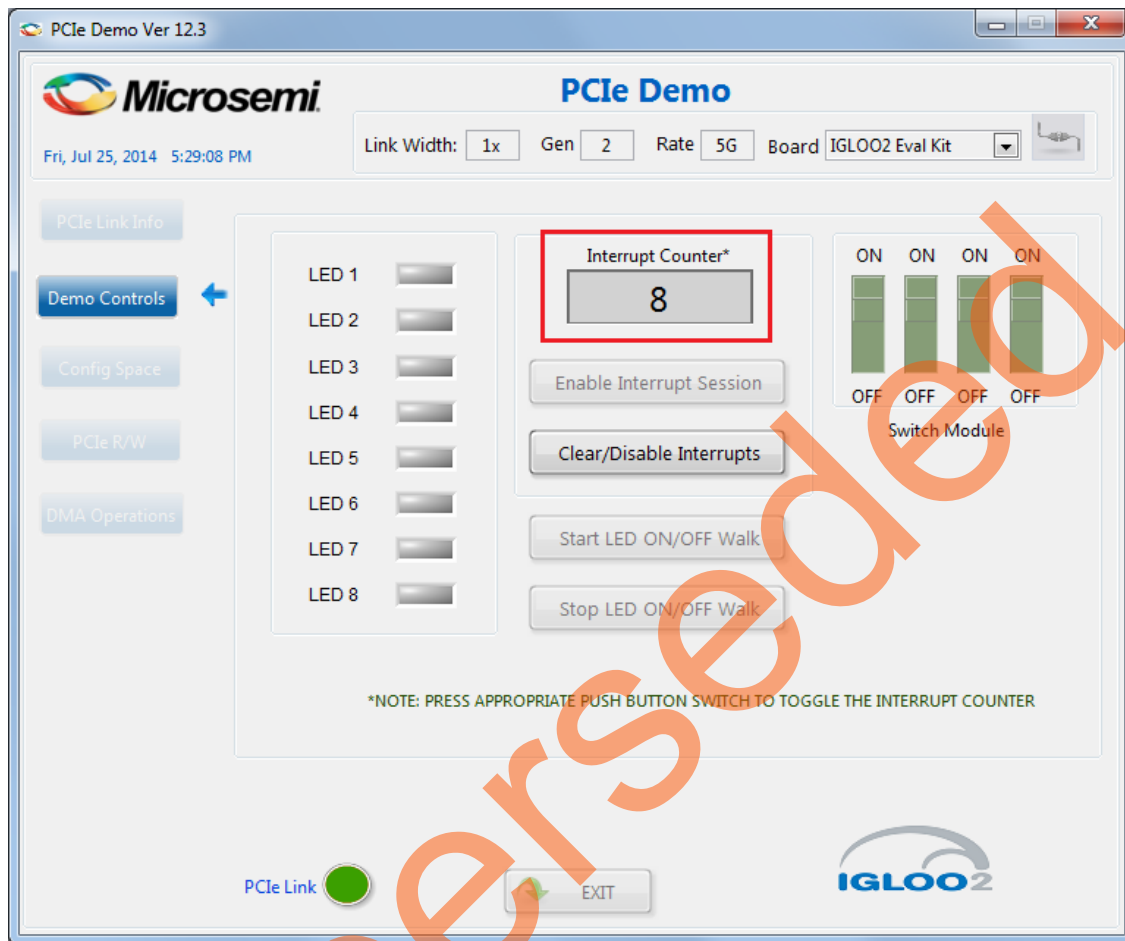 PCIe Demo Ver 12.3
Microsemi.
PCIe Demo
Fri, Jul 25, 2014 5:29:08 PM
Link Width: 1x Gen 2 Rate 5G Board IGLOO2 Eval Kit
PCIe Link Info
Demo Controls
Config Space
PCIe R/W
DMA Operations
LED 1
LED 2
LED 3
LED 4
LED 5
LED 6
LED 7
LED 8
Interrupt Counter*
8
Enable Interrupt Session
Clear/Disable Interrupts
Start LED ON/OFF Walk
Stop LED ON/OFF Walk
ON ON ON ON
OFF OFF OFF OFF
Switch Module
*NOTE: PRESS APPROPRIATE PUSH BUTTON SWITCH TO TOGGLE THE INTERRUPT COUNTER
PCIe Link
EXIT
IGLOO2
erseded